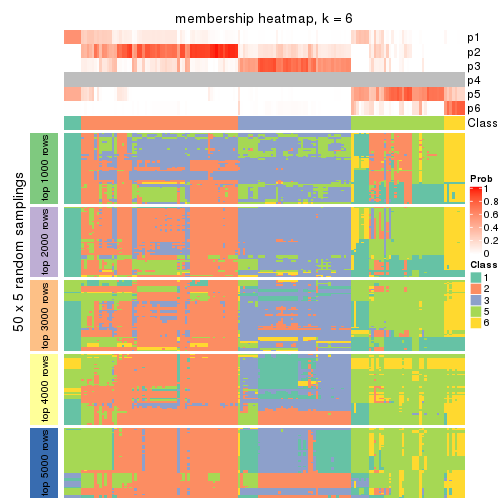 membership heatmap, k = 6
p1
p2
p3
p4
p5
p6
Class
50 x 5 random samplings
top 1000 rows
top 2000 rows
top 3000 rows
top 4000 rows
top 5000 rows
Prob
1
0.8
0.6
0.4
0.2
0
Class
1
2
3
5
6